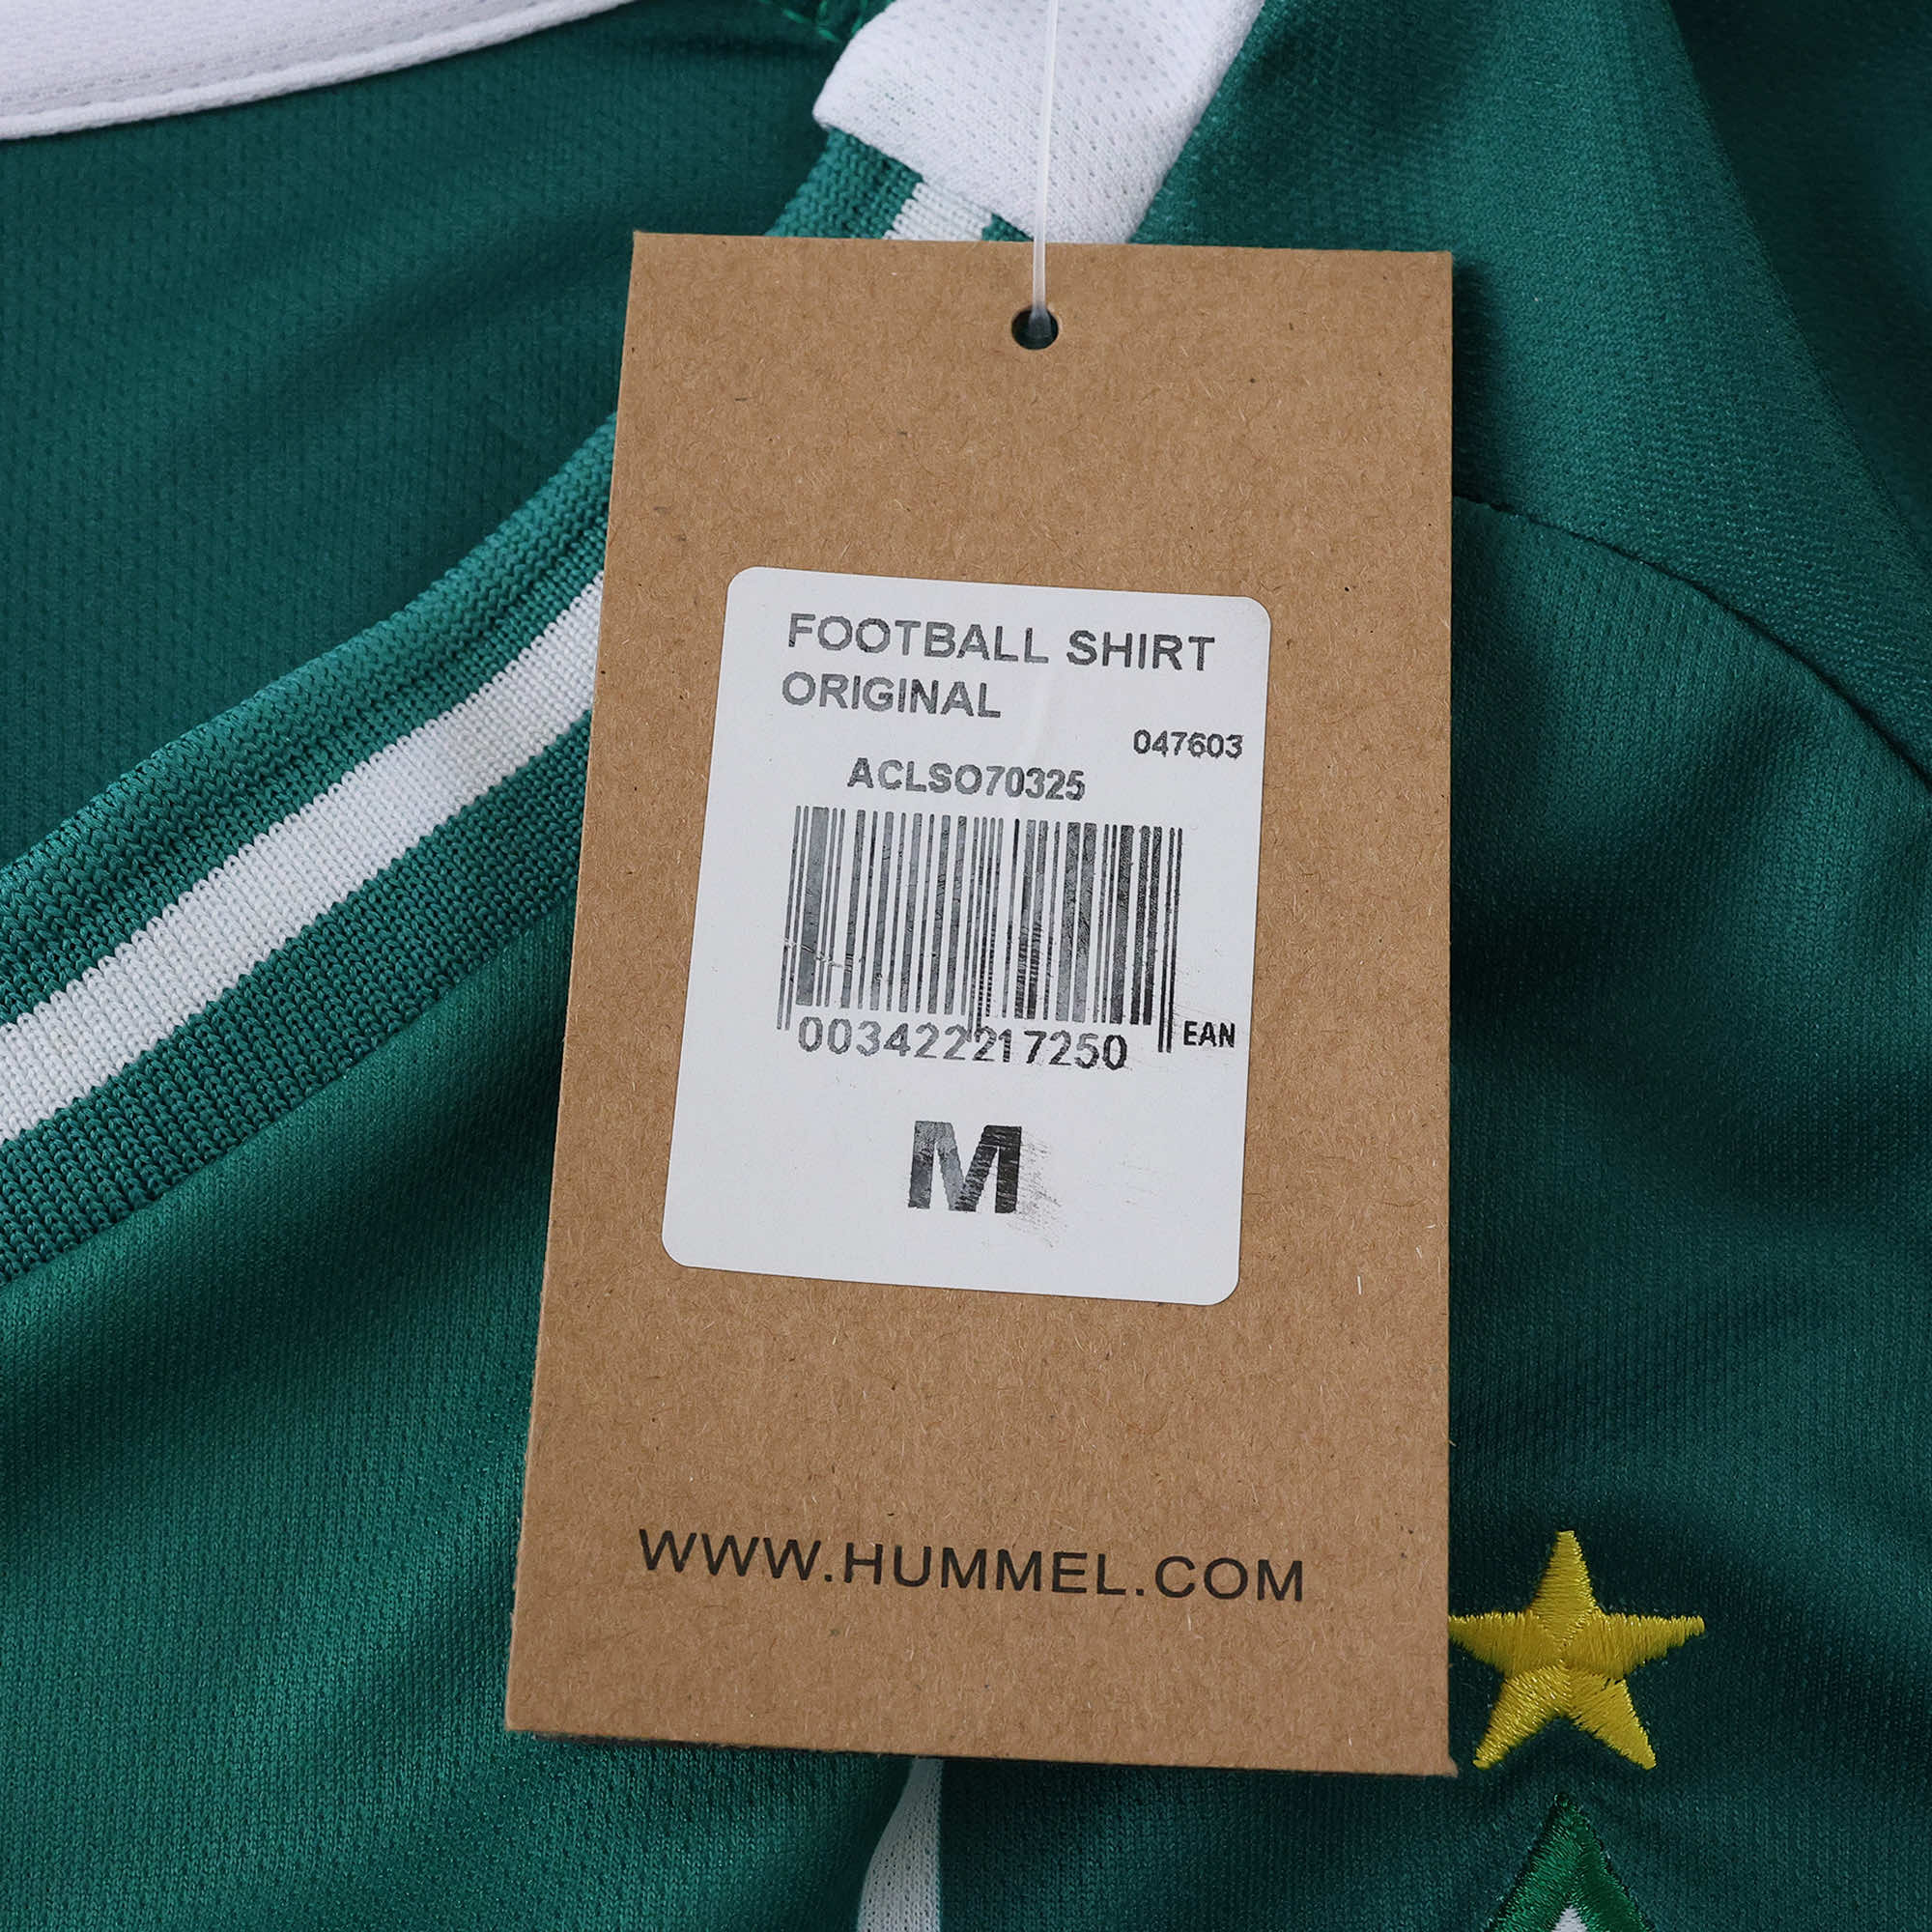 FOOTBALL SHIRT
ORIGINAL
047603
ACLSO70325
003422217250 EAN
M
WWW.HUMMEL.COM